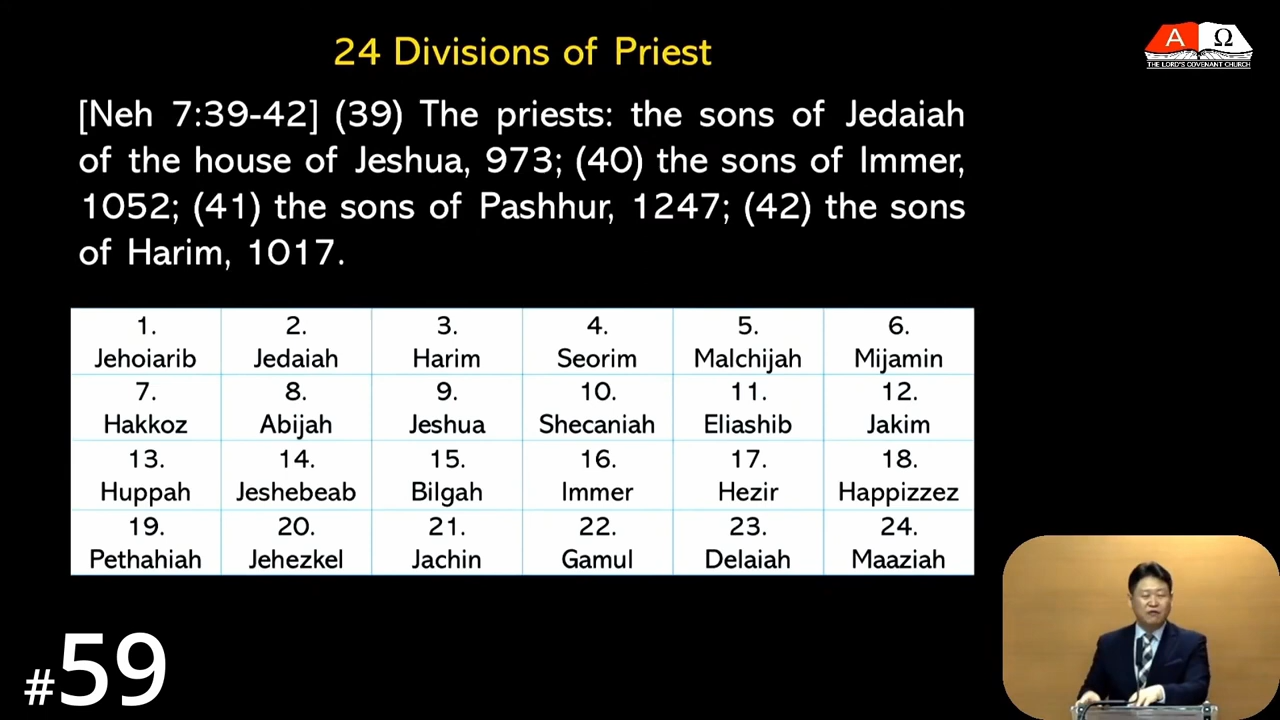 24 Divisions of Priest
A Ω
THE LORD'S COVENANT CHURCH
[Neh 7:39-42] (39) The priests: the sons of Jedaiah
of the house of Jeshua, 973; (40) the sons of Immer,
1052; (41) the sons of Pashhur, 1247; (42) the sons
of Harim, 1017.
1. 2. 3. 4. 5. 6.
Jehoiarib Jedaiah Harim Seorim Malchijah Mijamin
7. 8. 9. 10. 11. 12.
Hakkoz Abijah Jeshua Shecaniah Eliashib Jakim
13. 14. 15. 16. 17. 18.
Huppah Jeshebeab Bilgah Immer Hezir Happizzez
19. 20. 21. 22. 23. 24.
Pethahiah Jehezkel Jachin Gamul Delaiah Maaziah
#59